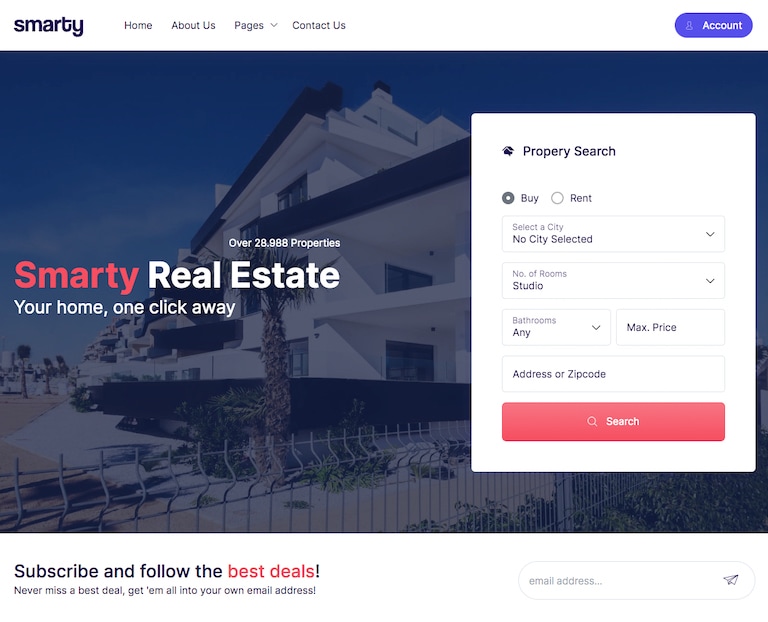 smarty
Home
About Us
Pages
Contact Us
Account
Over 28.988 Properties
Smarty Real Estate
Your home, one click away
Propery Search
Buy
Rent
Select a City
No City Selected
No. of Rooms
Studio
Bathrooms
Any
Max. Price
Address or Zipcode
Search
Subscribe and follow the best deals!
Never miss a best deal, get 'em all into your own email address!
email address...